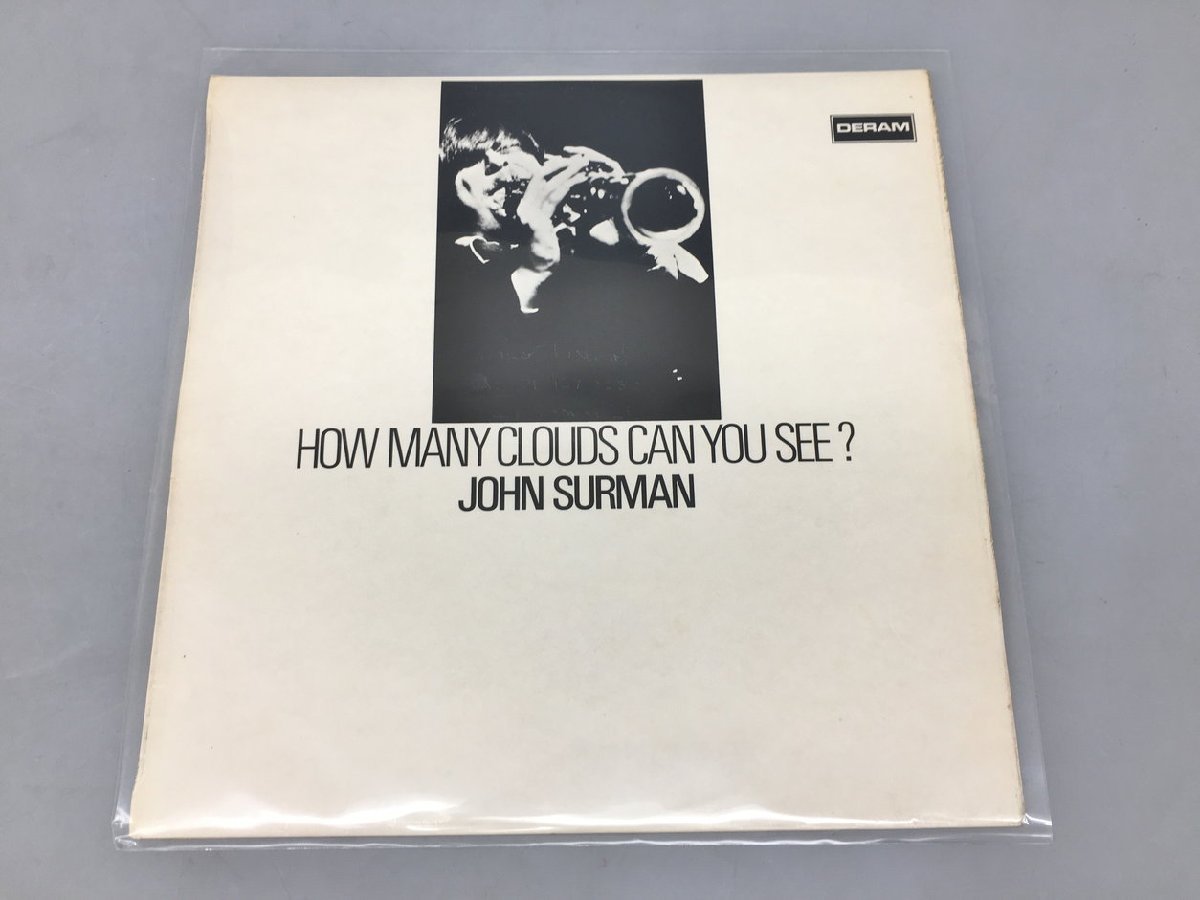 DERAM
HOW MANY CLOUDS CAN YOU SEE?
JOHN SURMAN